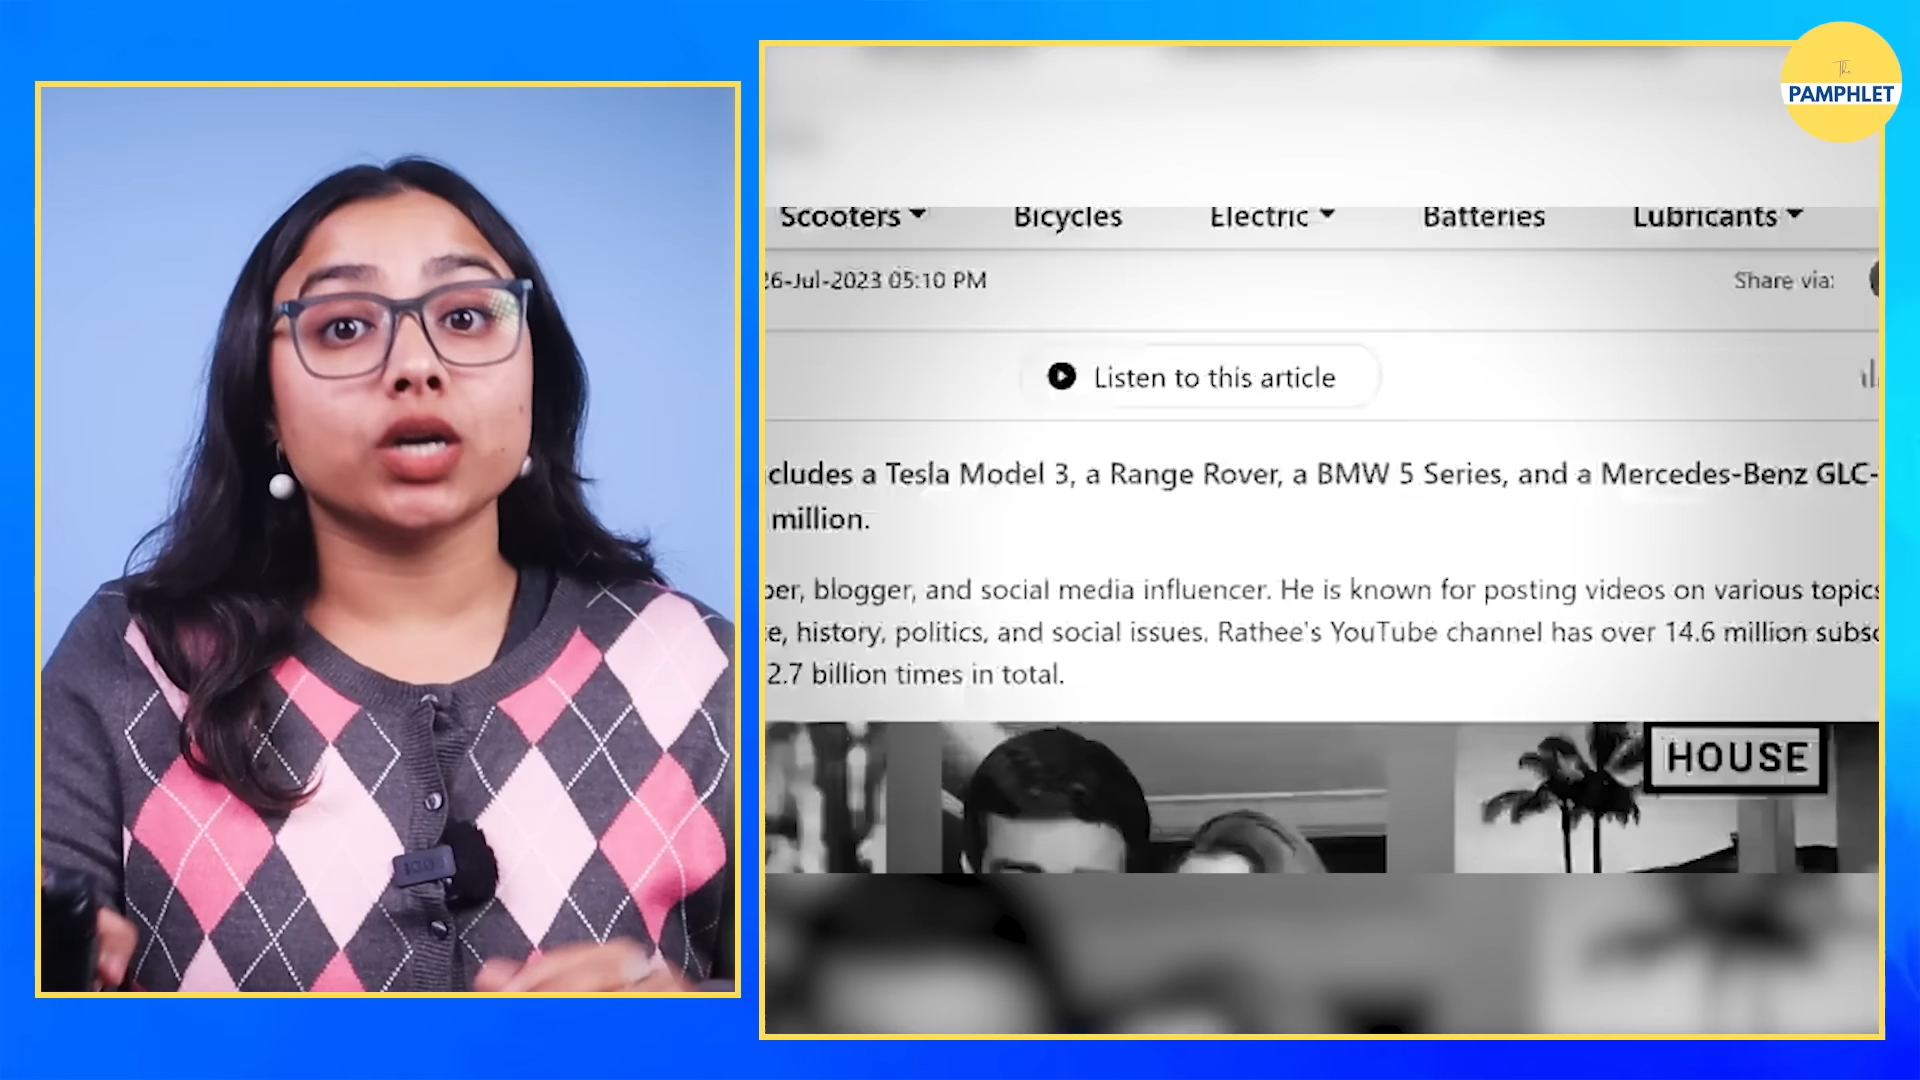 The
PAMPHLET
Scooters
Bicycles
Electric
Batteries
Lubricants
26-Jul-2023 05:10 PM
Share via:
Listen to this article
cludes a Tesla Model 3, a Range Rover, a BMW 5 Series, and a Mercedes-Benz GLC-
million.
ber, blogger, and social media influencer. He is known for posting videos on various topics
e, history, politics, and social issues. Rathee's YouTube channel has over 14.6 million subsc
2.7 billion times in total.
HOUSE